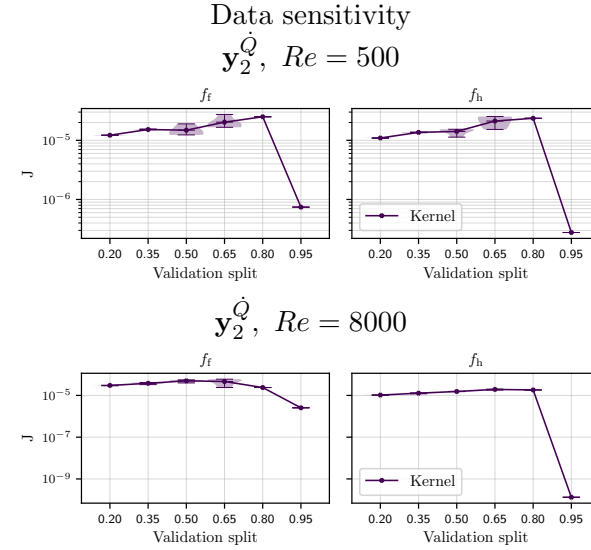 Data sensitivity
𝐲₂^Q̇, Re = 500
f_f
f_h
J
10⁻⁵
10⁻⁶
Kernel
0.20 0.35 0.50 0.65 0.80 0.95
0.20 0.35 0.50 0.65 0.80 0.95
Validation split
Validation split
𝐲₂^Q̇, Re = 8000
f_f
f_h
J
10⁻⁵
10⁻⁷
10⁻⁹
Kernel
0.20 0.35 0.50 0.65 0.80 0.95
0.20 0.35 0.50 0.65 0.80 0.95
Validation split
Validation split